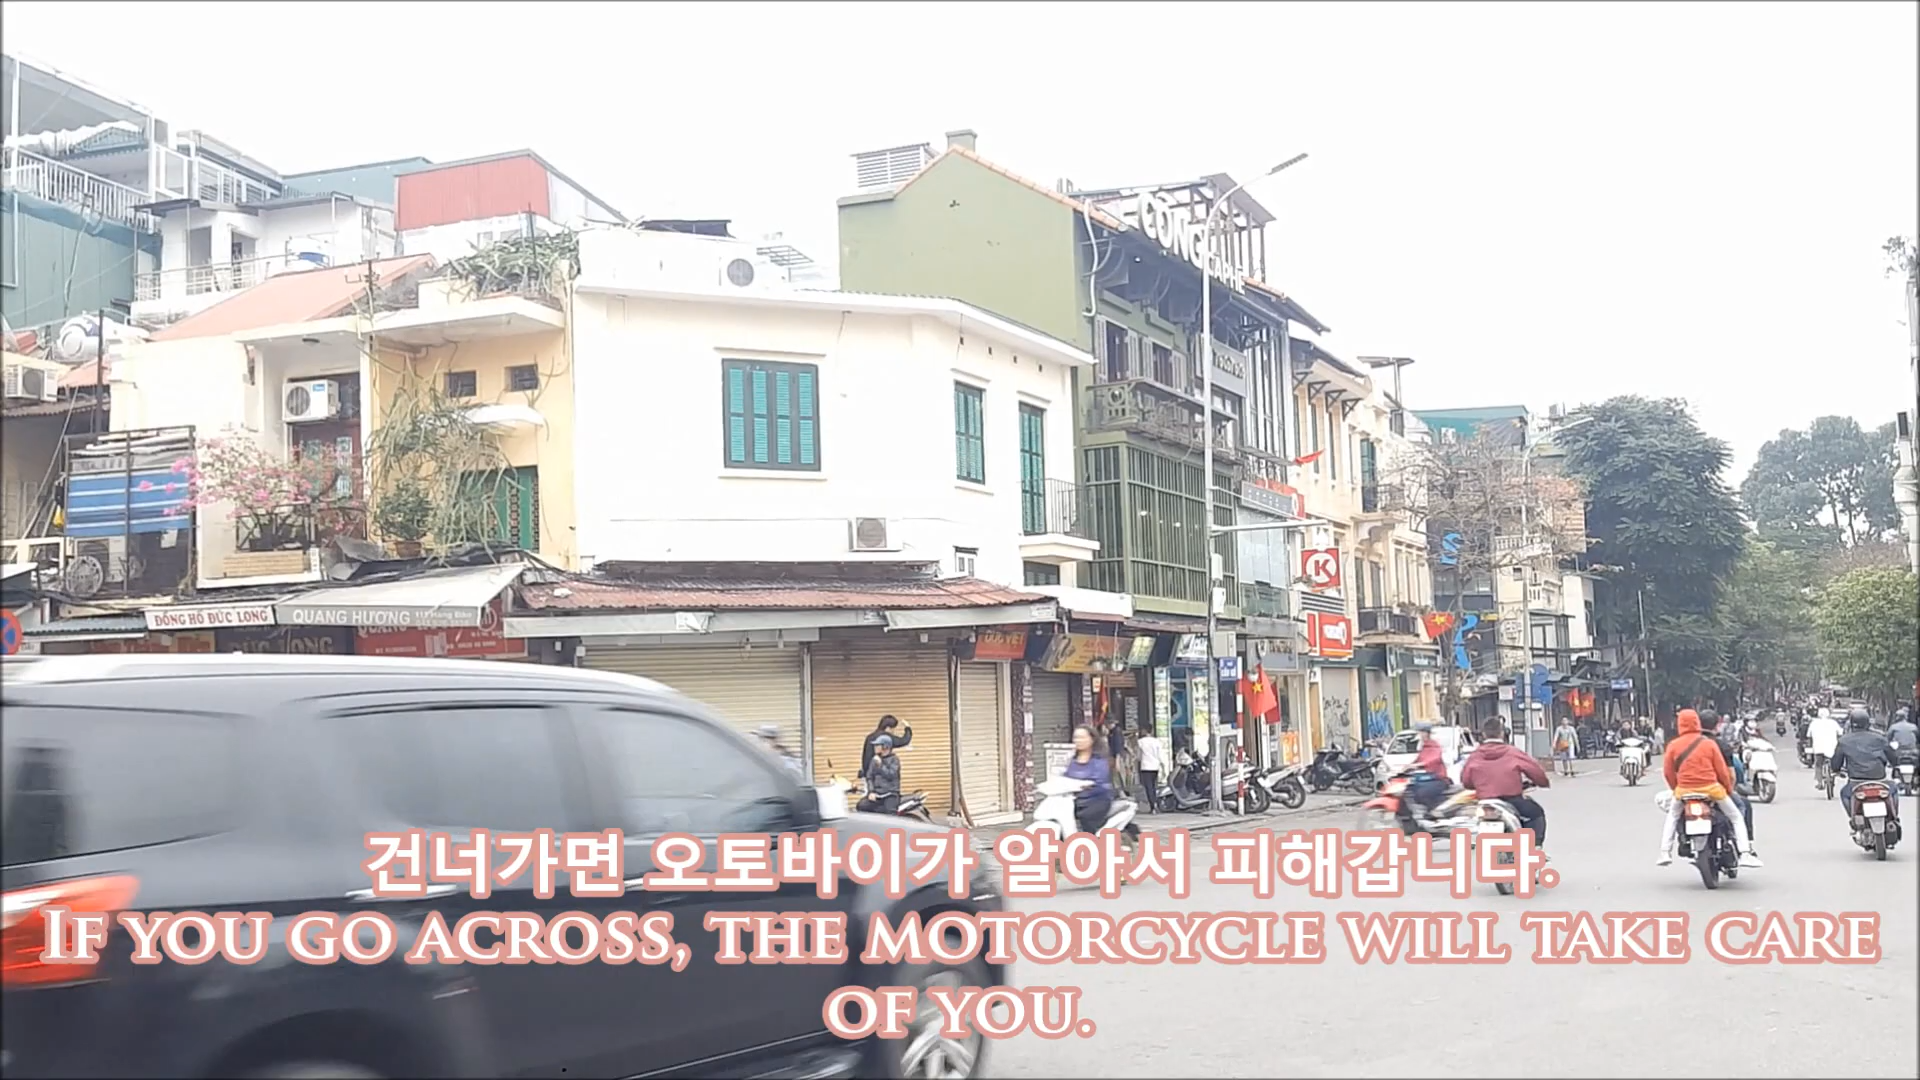 CÔNG
CAPHE
K
ĐỒNG HỒ ĐỨC LONG
QUANG HƯƠNG
건너가면 오토바이가 알아서 피해갑니다.
If you go across, the motorcycle will take care
of you.